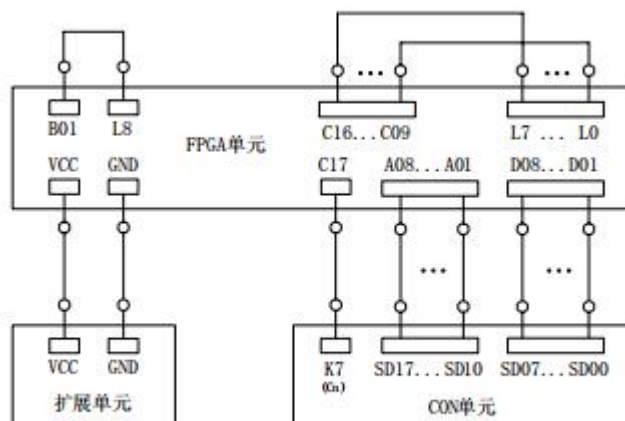 B01 L8 C16...C09 L7 ... L0
FPGA单元
VCC GND C17 A08...A01 D08...D01
...
...
...
...
VCC GND K7 SD17...SD10 SD07...SD00
(Cn)
扩展单元 CON单元